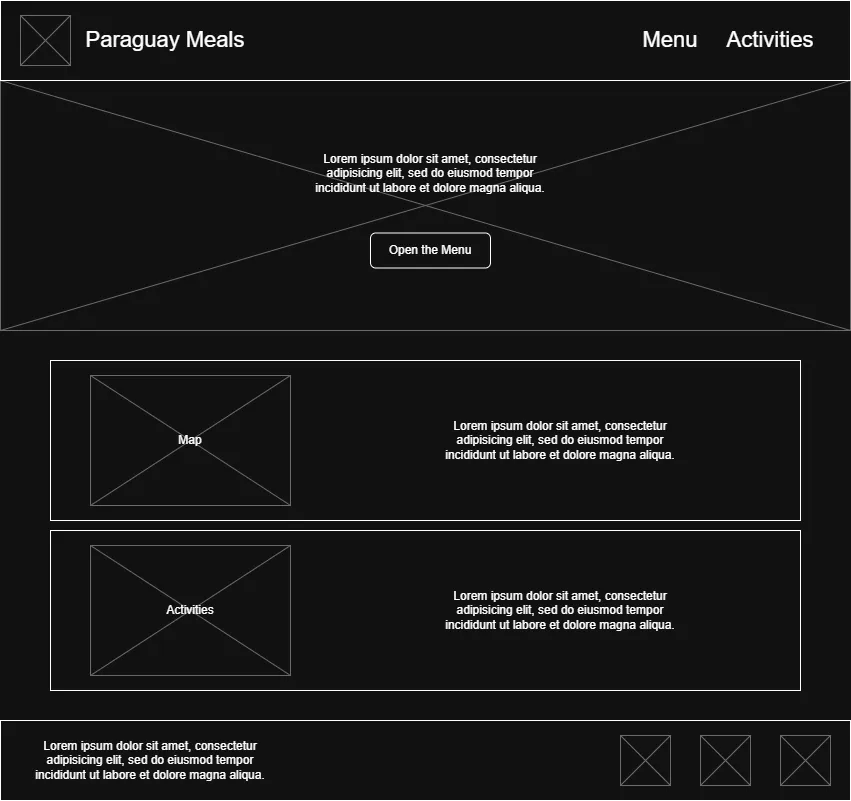 Paraguay Meals
Menu
Activities
Lorem ipsum dolor sit amet, consectetur
adipisicing elit, sed do eiusmod tempor
incididunt ut labore et dolore magna aliqua.
Open the Menu
Map
Lorem ipsum dolor sit amet, consectetur
adipisicing elit, sed do eiusmod tempor
incididunt ut labore et dolore magna aliqua.
Activities
Lorem ipsum dolor sit amet, consectetur
adipisicing elit, sed do eiusmod tempor
incididunt ut labore et dolore magna aliqua.
Lorem ipsum dolor sit amet, consectetur
adipisicing elit, sed do eiusmod tempor
incididunt ut labore et dolore magna aliqua.